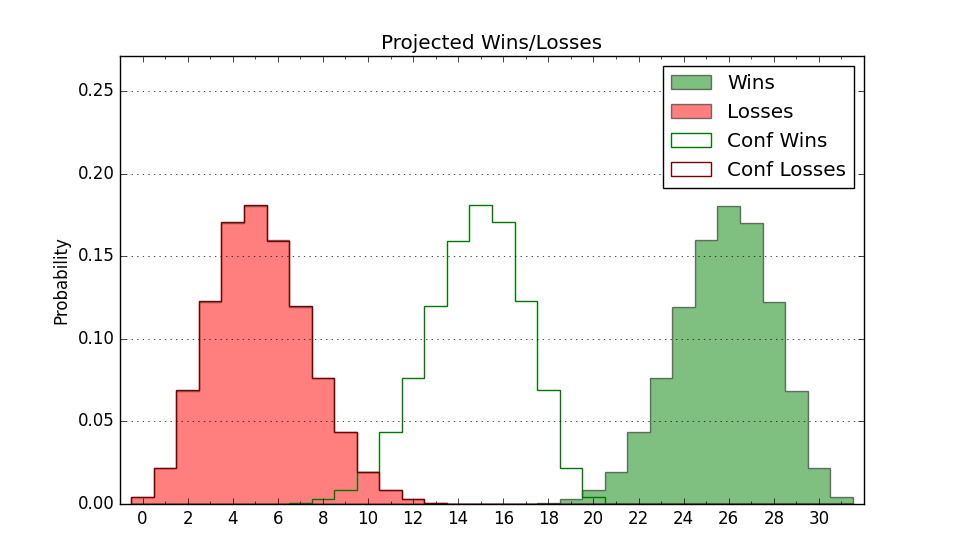 Projected Wins/Losses
Wins
Losses
Conf Wins
Conf Losses
Probability
0.25
0.20
0.15
0.10
0.05
0.00
0 2 4 6 8 10 12 14 16 18 20 22 24 26 28 30